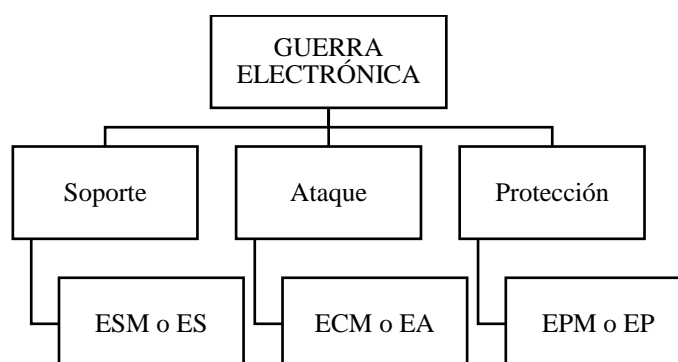 GUERRA
ELECTRÓNICA
Soporte
Ataque
Protección
ESM o ES
ECM o EA
EPM o EP